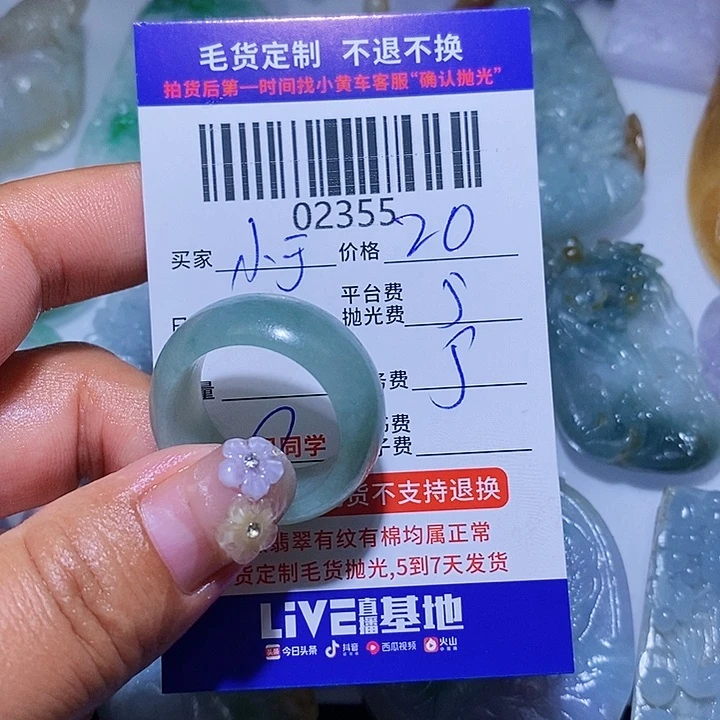 毛货定制 不退不换
拍货后第一时间找小黄车客服“确认抛光”
02355
买家 小于 价格 20
平台费
抛光费 5
量 费 5
费
同学 子费
货不支持退换
翡翠有纹有棉均属正常
货定制毛货抛光,5到7天发货
LiVE直播基地
头条 今日头条 抖音 西瓜视频 火山